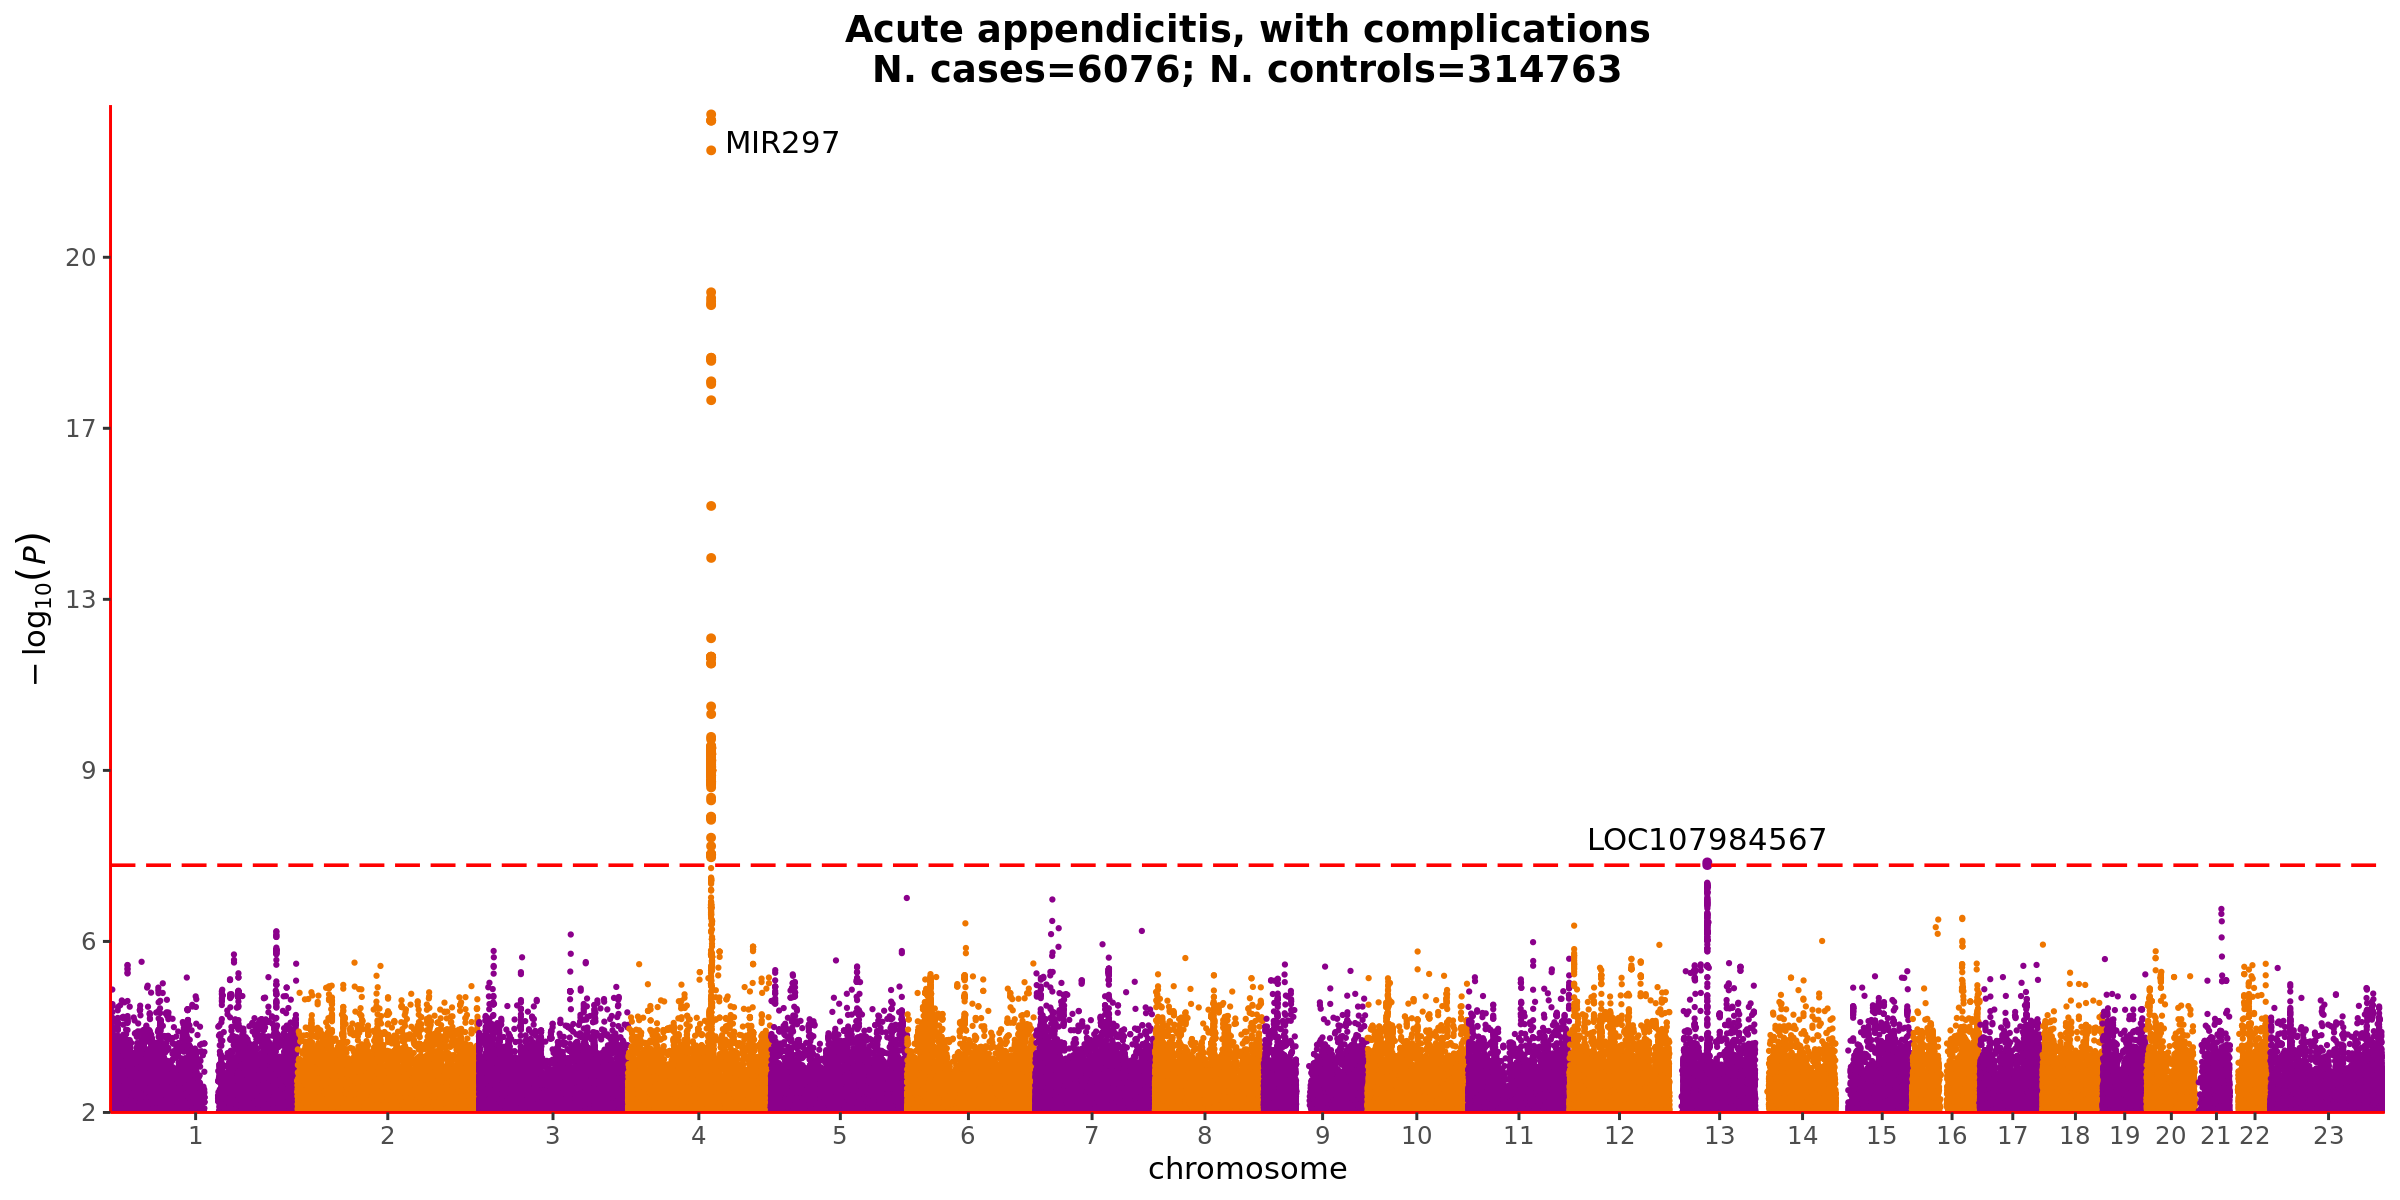 Acute appendicitis, with complications
N. cases=6076; N. controls=314763
MIR297
20
17
13
9
6
2
−log10(P)
LOC107984567
1 2 3 4 5 6 7 8 9 10 11 12 13 14 15 16 17 18 19 20 21 22 23
chromosome